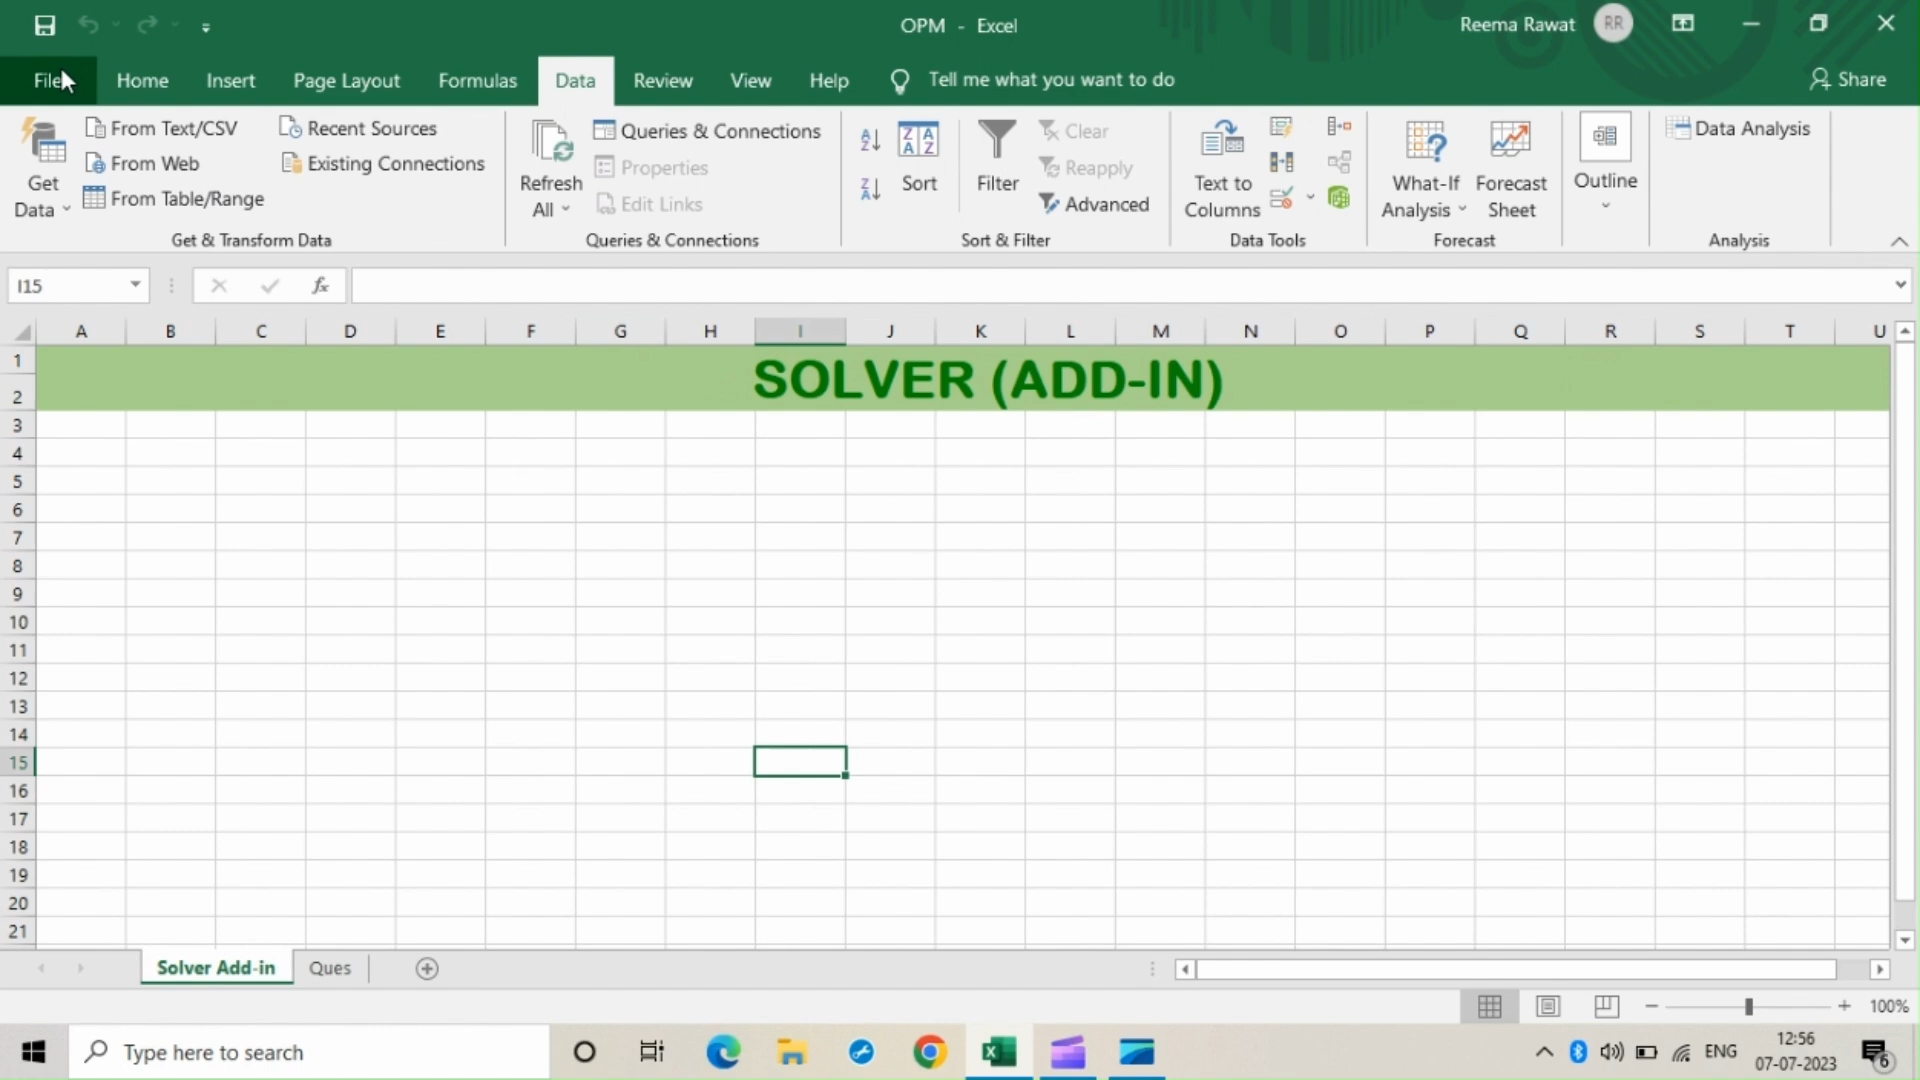 OPM - Excel
Reema Rawat
RR
File
Home
Insert
Page Layout
Formulas
Data
Review
View
Help
Tell me what you want to do
Share
Get Data
From Text/CSV
From Web
From Table/Range
Recent Sources
Existing Connections
Get & Transform Data
Refresh All
Queries & Connections
Properties
Edit Links
Queries & Connections
Sort
Filter
Clear
Reapply
Advanced
Sort & Filter
Text to Columns
Data Tools
What-If Analysis
Forecast Sheet
Forecast
Outline
Data Analysis
Analysis
I15
fx
A B C D E F G H I J K L M N O P Q R S T U
1
SOLVER (ADD-IN)
2
3
4
5
6
7
8
9
10
11
12
13
14
15
16
17
18
19
20
21
Solver Add-in
Ques
100%
Type here to search
ENG
12:56
07-07-2023
6